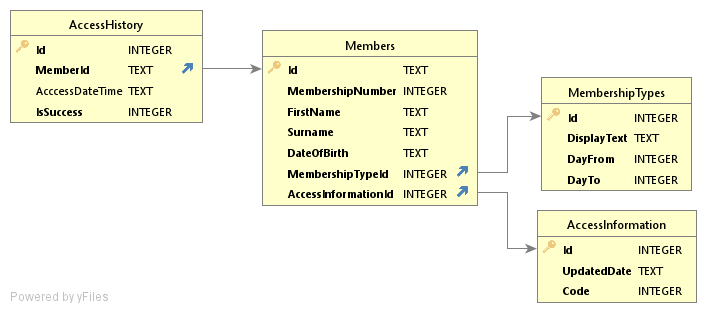 AccessHistory
Id INTEGER
MemberId TEXT
AcccessDateTime TEXT
IsSuccess INTEGER
Members
Id TEXT
MembershipNumber INTEGER
FirstName TEXT
Surname TEXT
DateOfBirth TEXT
MembershipTypeId INTEGER
AccessInformationId INTEGER
MembershipTypes
Id INTEGER
DisplayText TEXT
DayFrom INTEGER
DayTo INTEGER
AccessInformation
Id INTEGER
UpdatedDate TEXT
Code INTEGER
Powered by yFiles